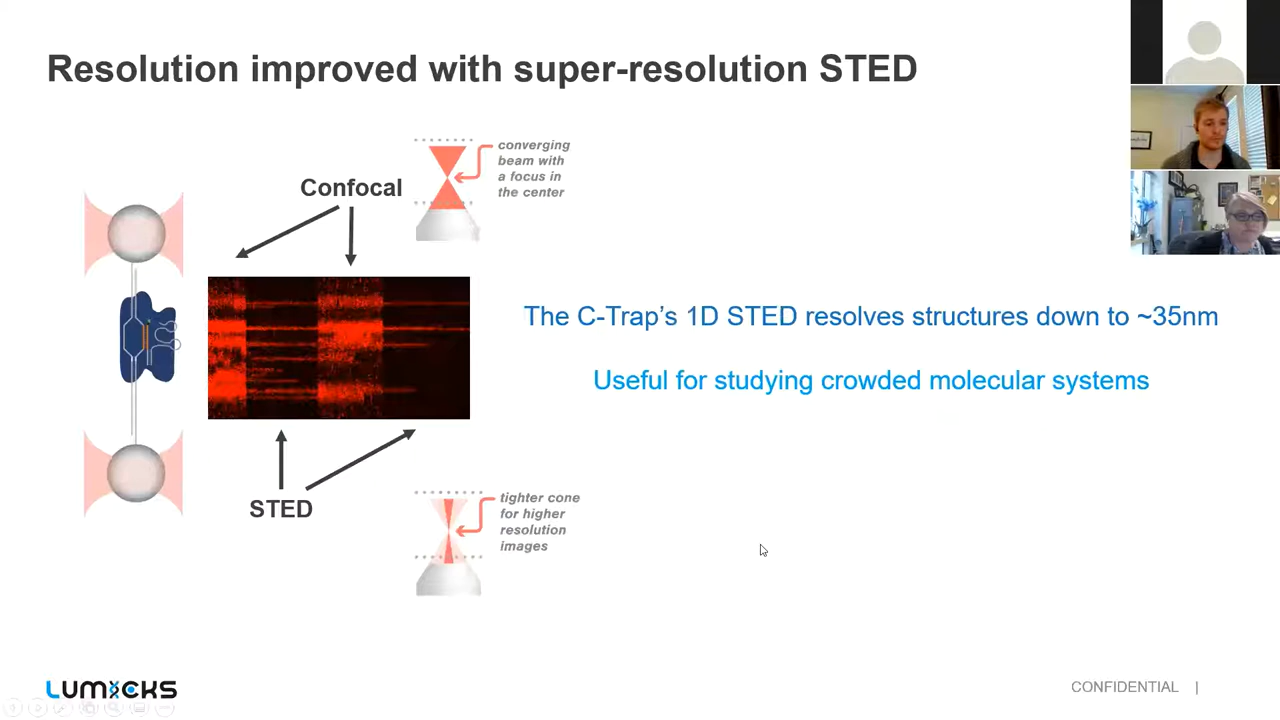 Resolution improved with super-resolution STED
converging
beam with
a focus in
the center
Confocal
The C-Trap’s 1D STED resolves structures down to ~35nm
Useful for studying crowded molecular systems
STED
tighter cone
for higher
resolution
images
LUMICKS
CONFIDENTIAL |